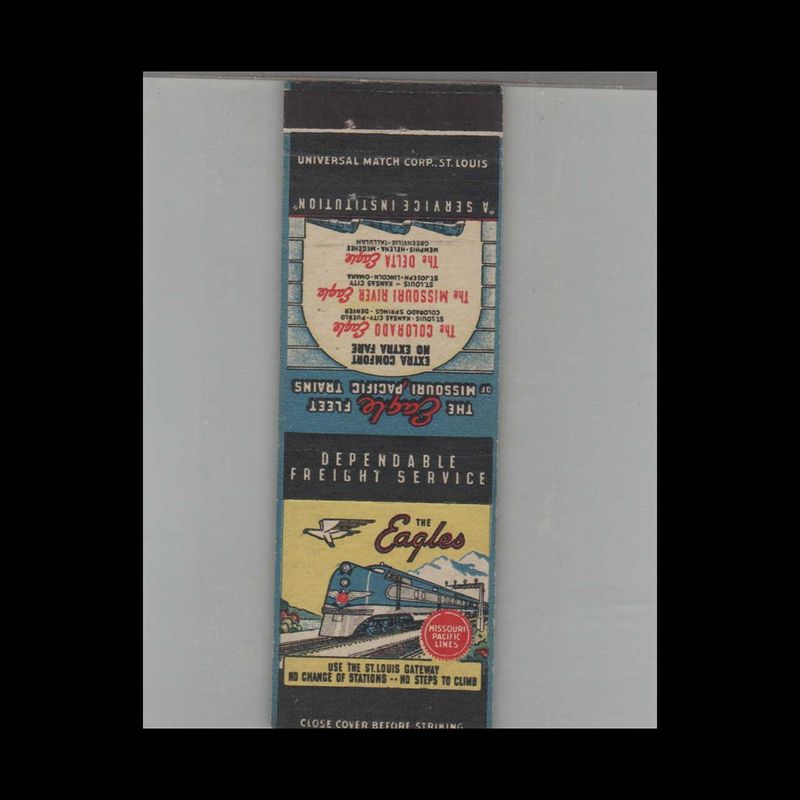 UNIVERSAL MATCH CORP., ST. LOUIS
"A SERVICE INSTITUTION"
THE Eagle FLEET
OF MISSOURI PACIFIC TRAINS
EXTRA COMFORT
NO EXTRA FARE
The COLORADO Eagle
ST.LOUIS-KANSAS CITY-PUEBLO
COLORADO SPRINGS - DENVER
The MISSOURI RIVER Eagle
ST.LOUIS - KANSAS CITY
ST.JOSEPH-LINCOLN-OMAHA
The DELTA Eagle
MEMPHIS-HELENA-McGEHEE
GREENVILLE-TALLULAH
DEPENDABLE
FREIGHT SERVICE
THE
Eagles
MISSOURI
PACIFIC
LINES
USE THE ST.LOUIS GATEWAY
NO CHANGE OF STATIONS -- NO STEPS TO CLIMB
CLOSE COVER BEFORE STRIKING